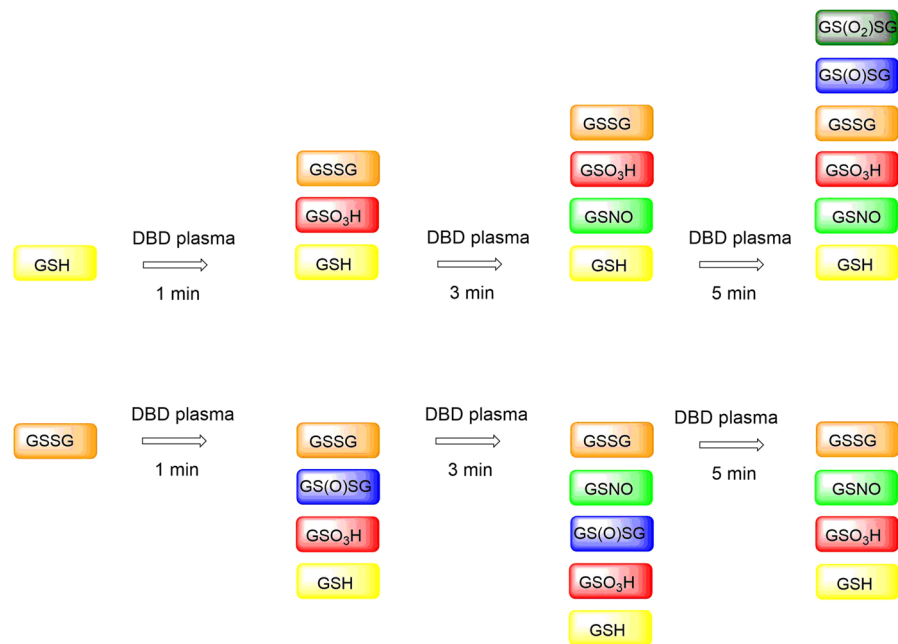 GS(O₂)SG
GS(O)SG
GSSG
GSSG
GSSG
GSO₃H
GSO₃H
GSO₃H
GSNO
GSNO
GSH
DBD plasma
1 min
GSH
DBD plasma
3 min
GSH
DBD plasma
5 min
GSH
GSSG
DBD plasma
1 min
GSSG
GS(O)SG
GSO₃H
GSH
DBD plasma
3 min
GSSG
GSNO
GS(O)SG
GSO₃H
GSH
DBD plasma
5 min
GSSG
GSNO
GSO₃H
GSH